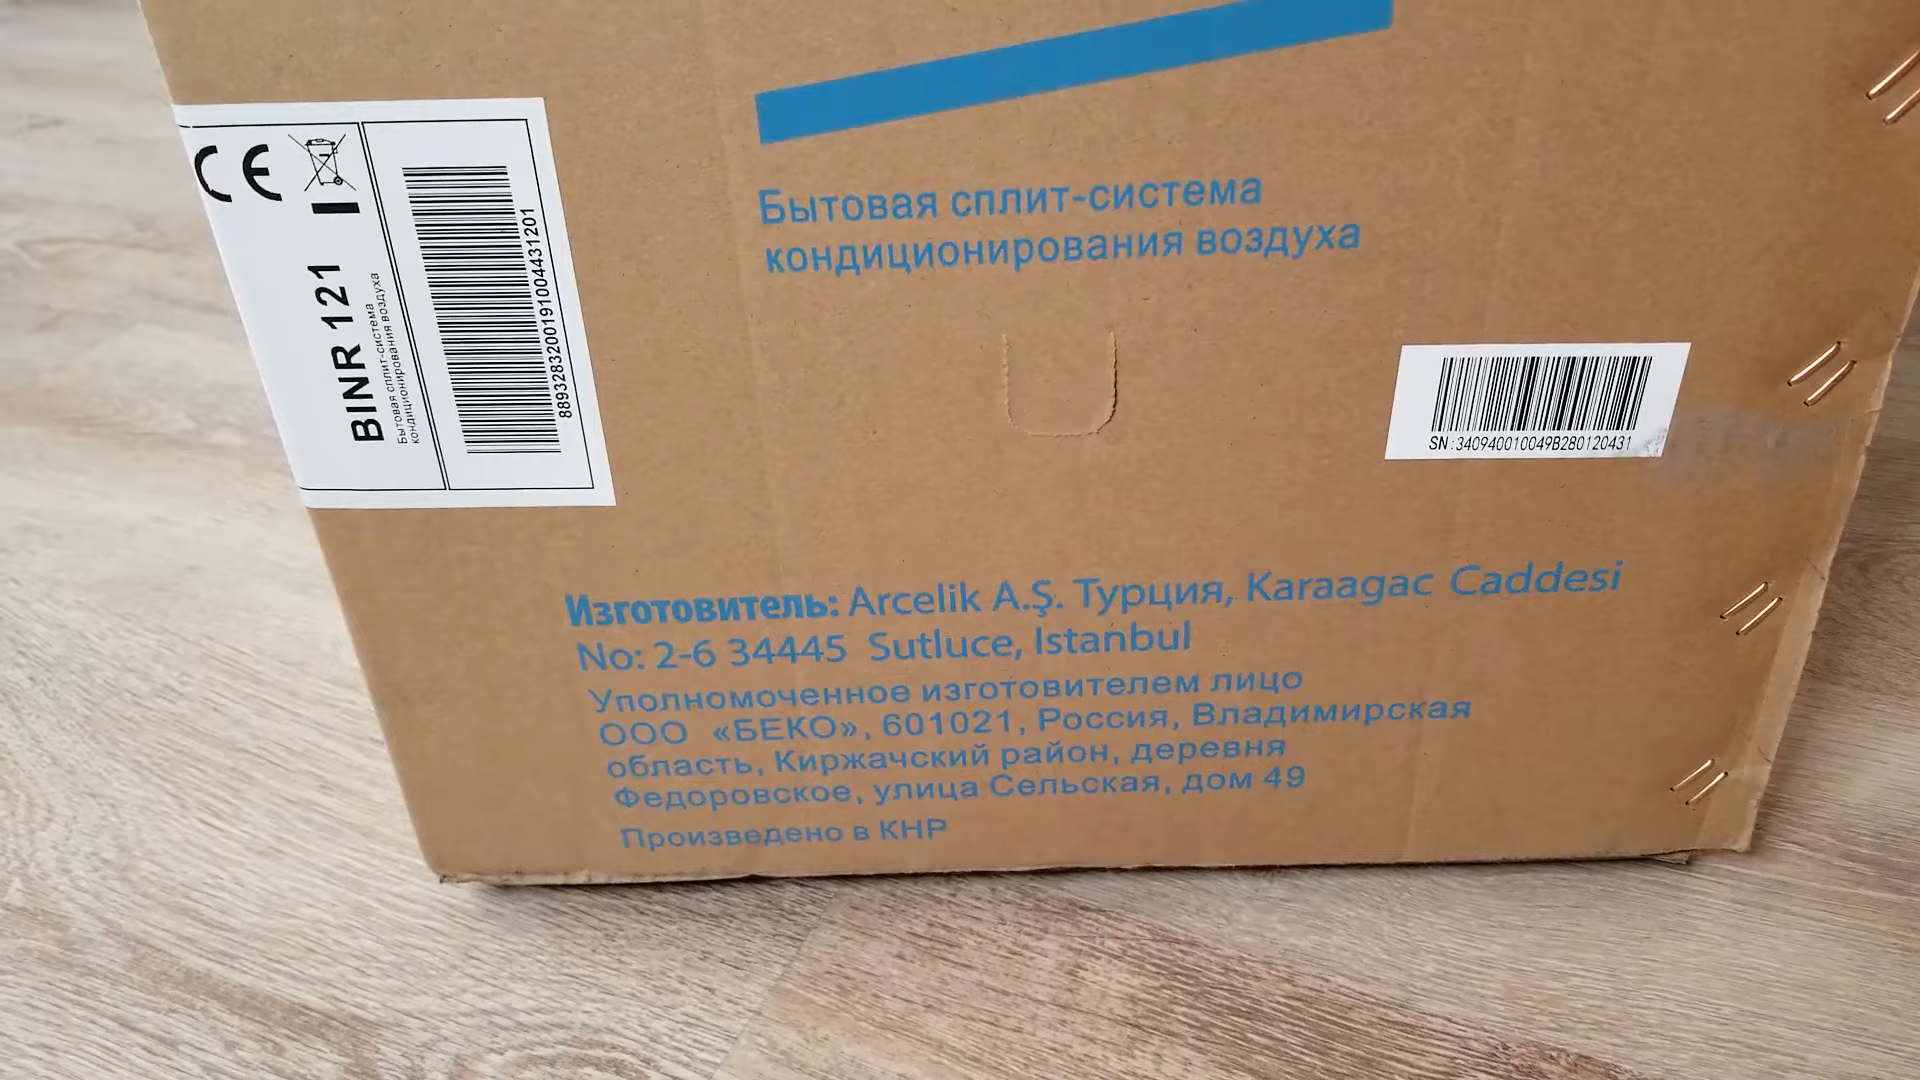 CE
BINR 121
Бытовая сплит-система
кондиционирования воздуха
8893283200191004431201
Бытовая сплит-система
кондиционирования воздуха
SN:340940010049B280120431
Изготовитель: Arcelik A.Ş. Турция, Karaagac Caddesi
No: 2-6 34445 Sutluce, Istanbul
Уполномоченное изготовителем лицо
ООО «БЕКО», 601021, Россия, Владимирская
область, Киржачский район, деревня
Федоровское, улица Сельская, дом 49
Произведено в КНР